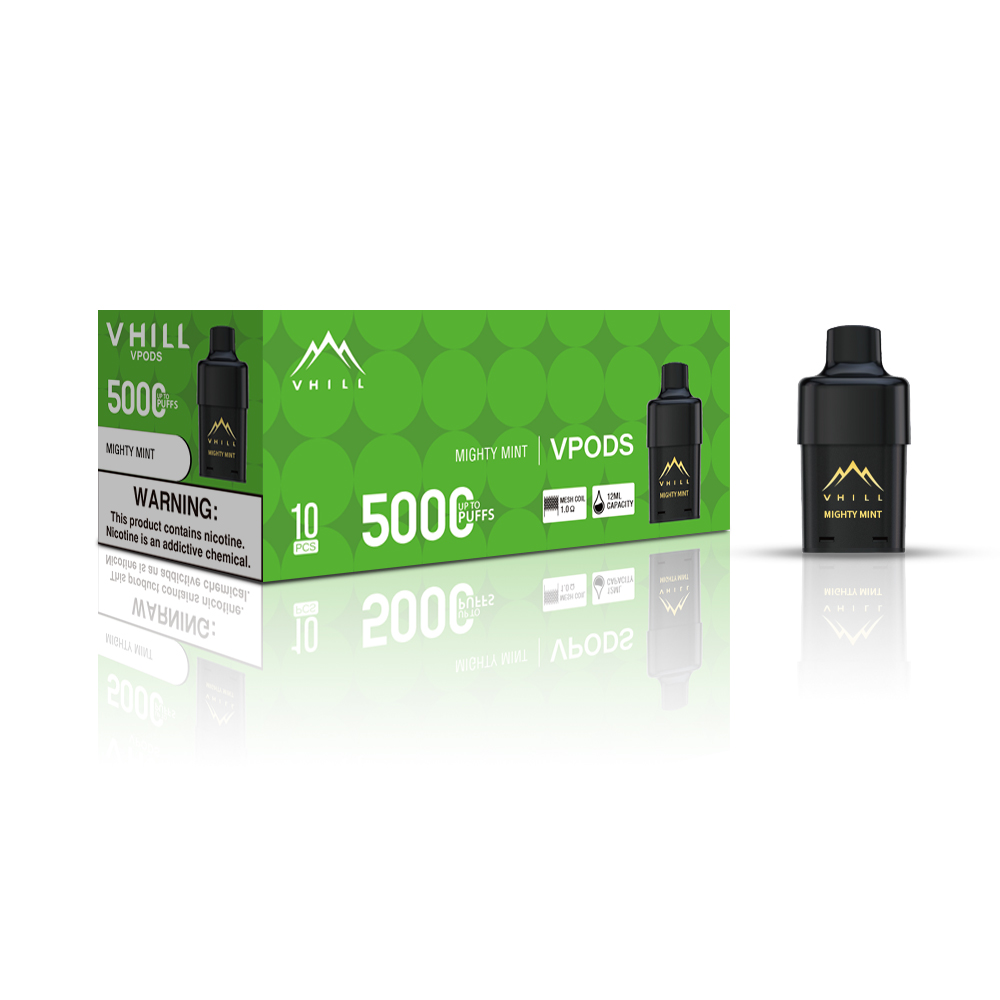 VHILL
VPODS
5000 UP TO PUFFS
MIGHTY MINT
VHILL
MIGHTY MINT
WARNING:
This product contains nicotine.
Nicotine is an addictive chemical.
VHILL
MIGHTY MINT | VPODS
10
PCS
5000 UP TO PUFFS
MESH COIL
1.0Ω
12ML
CAPACITY
VHILL
MIGHTY MINT
VHILL
MIGHTY MINT